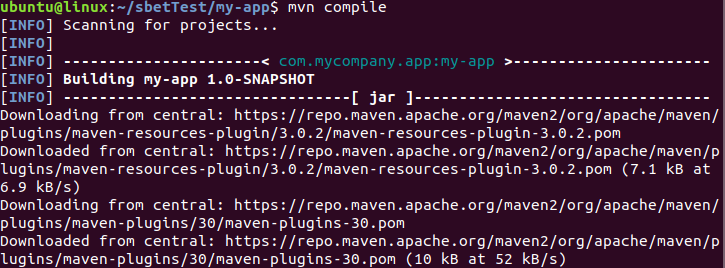 ubuntu@linux:~/sbetTest/my-app$ mvn compile
[INFO] Scanning for projects...
[INFO]
[INFO] ----------------------< com.mycompany.app:my-app >-----------------------
[INFO] Building my-app 1.0-SNAPSHOT
[INFO] --------------------------------[ jar ]---------------------------------
Downloading from central: https://repo.maven.apache.org/maven2/org/apache/maven/
plugins/maven-resources-plugin/3.0.2/maven-resources-plugin-3.0.2.pom
Downloaded from central: https://repo.maven.apache.org/maven2/org/apache/maven/p
lugins/maven-resources-plugin/3.0.2/maven-resources-plugin-3.0.2.pom (7.1 kB at
6.9 kB/s)
Downloading from central: https://repo.maven.apache.org/maven2/org/apache/maven/
plugins/maven-plugins/30/maven-plugins-30.pom
Downloaded from central: https://repo.maven.apache.org/maven2/org/apache/maven/p
lugins/maven-plugins/30/maven-plugins-30.pom (10 kB at 52 kB/s)